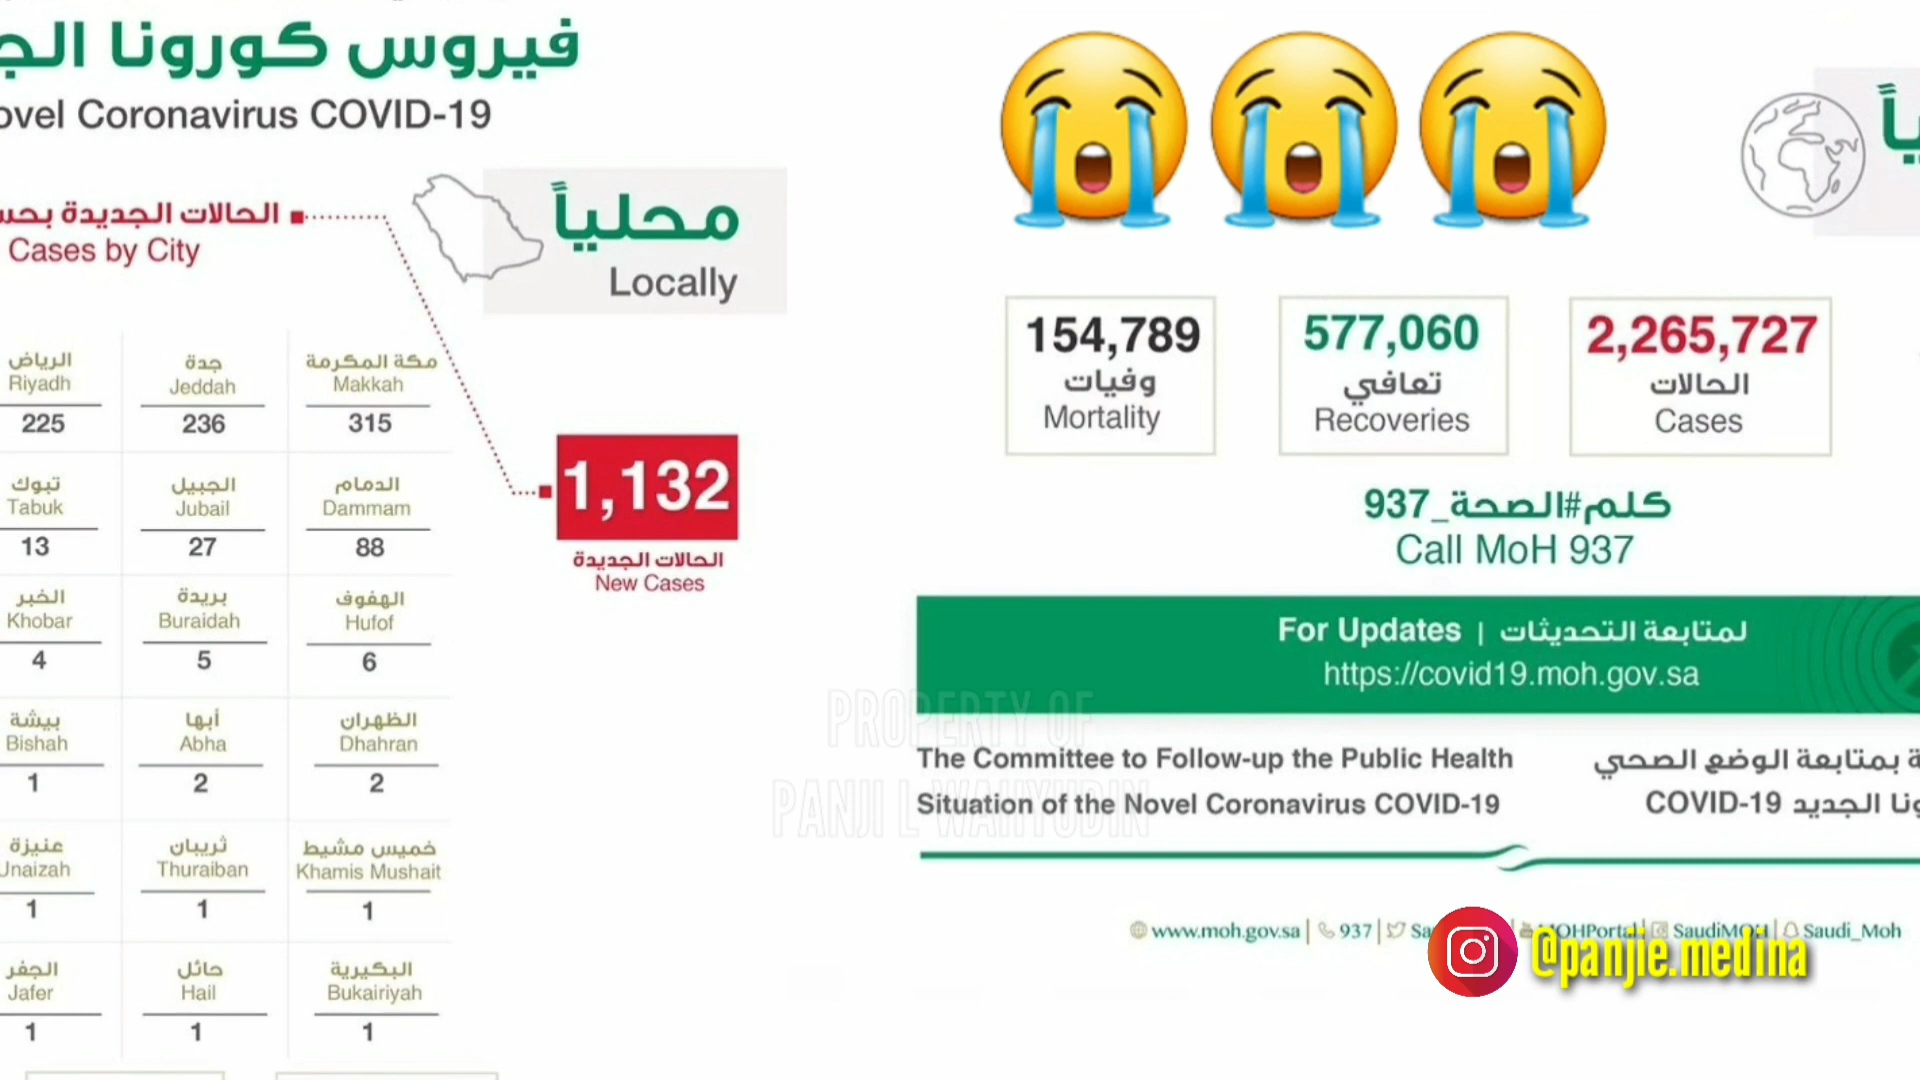 فيروس كورونا
Coronavirus COVID-19
الحالات الجديدة
Cases by City
محلياً
Locally
الرياض
Riyadh
225
جدة
Jeddah
236
مكة المكرمة
Makkah
315
تبوك
Tabuk
13
الجبيل
Jubail
27
الدمام
Dammam
88
الخبر
Khobar
4
بريدة
Buraidah
5
الهفوف
Hufof
6
بيشة
Bishah
1
أبها
Abha
2
الظهران
Dhahran
2
عنيزة
Unaizah
1
ثريبان
Thuraiban
1
خميس مشيط
Khamis Mushait
1
الجفر
Jafer
1
حائل
Hail
1
البكيرية
Bukairiyah
1
1,132
الحالات الجديدة
New Cases
154,789
وفيات
Mortality
577,060
تعافي
Recoveries
2,265,727
الحالات
Cases
كلم#الصحة_937
Call MoH 937
For Updates | لمتابعة التحديثات
https://covid19.moh.gov.sa
PROPERTY OF
PANJI L WAHYUDIN
The Committee to Follow-up the Public Health
Situation of the Novel Coronavirus COVID-19
بمتابعة الوضع الصحي
الجديد COVID-19
www.moh.gov.sa | 937 | MOHPortal | SaudiMOH | Saudi_Moh
@panjie.medina